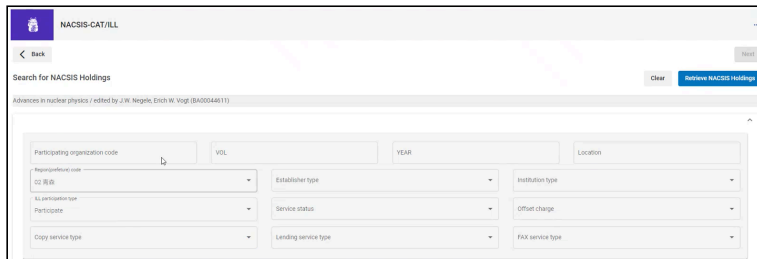 NACSIS-CAT/ILL
Back
Next
Search for NACSIS Holdings
Clear
Retrieve NACSIS Holdings
Advances in nuclear physics / edited by J.W. Negele, Erich W. Vogt (BA00044611)
Participating organization code
VOL
YEAR
Location
Region(prefeture) code
02 青森
Establisher type
Institution type
ILL participation type
Participate
Service status
Offset charge
Copy service type
Lending service type
FAX service type